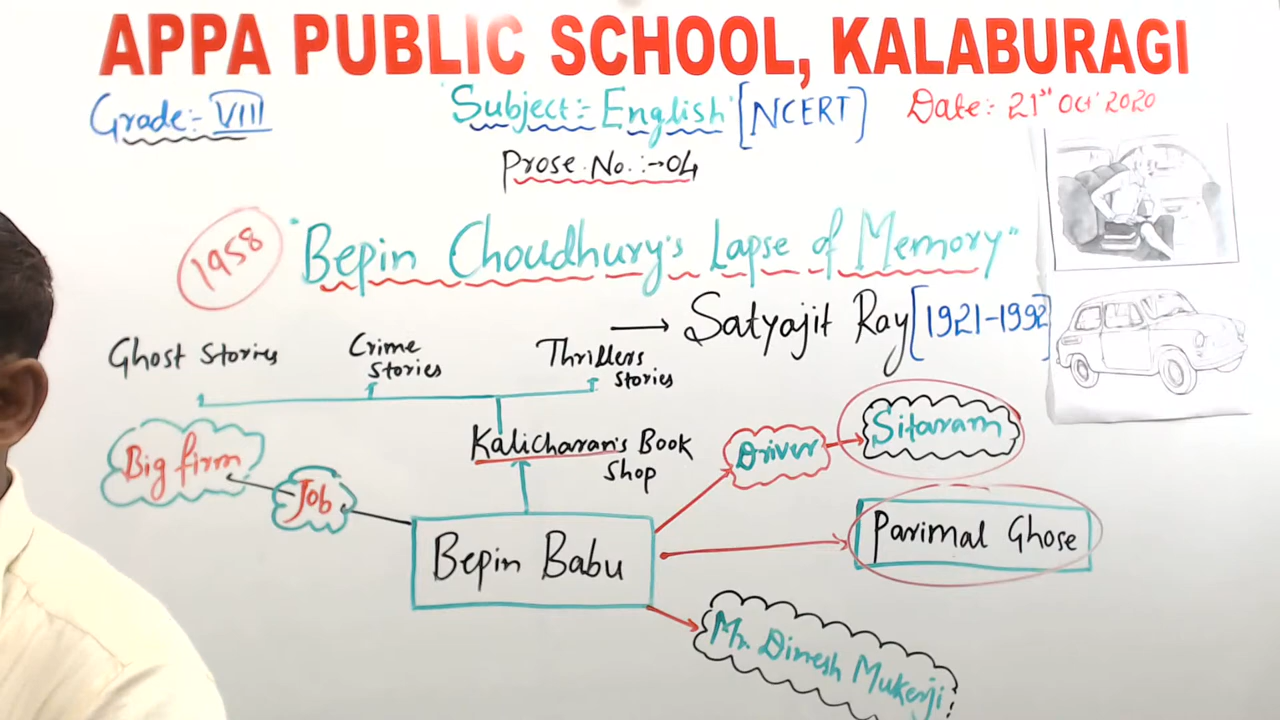 APPA PUBLIC SCHOOL, KALABURAGI
Grade:- VIII
Subject:- English [NCERT]
Date:- 21st Oct' 2020
Prose No.:-04
1958
"Bepin Choudhury's Lapse of Memory"
→ Satyajit Ray [1921-1992]
Ghost Stories
Crime
Stories
Thrillers
Stories
Kalicharan's Book
Shop
Big firm
Job
Driver
Sitaram
Bepin Babu
Parimal Ghose
Mr. Dinesh Mukerji